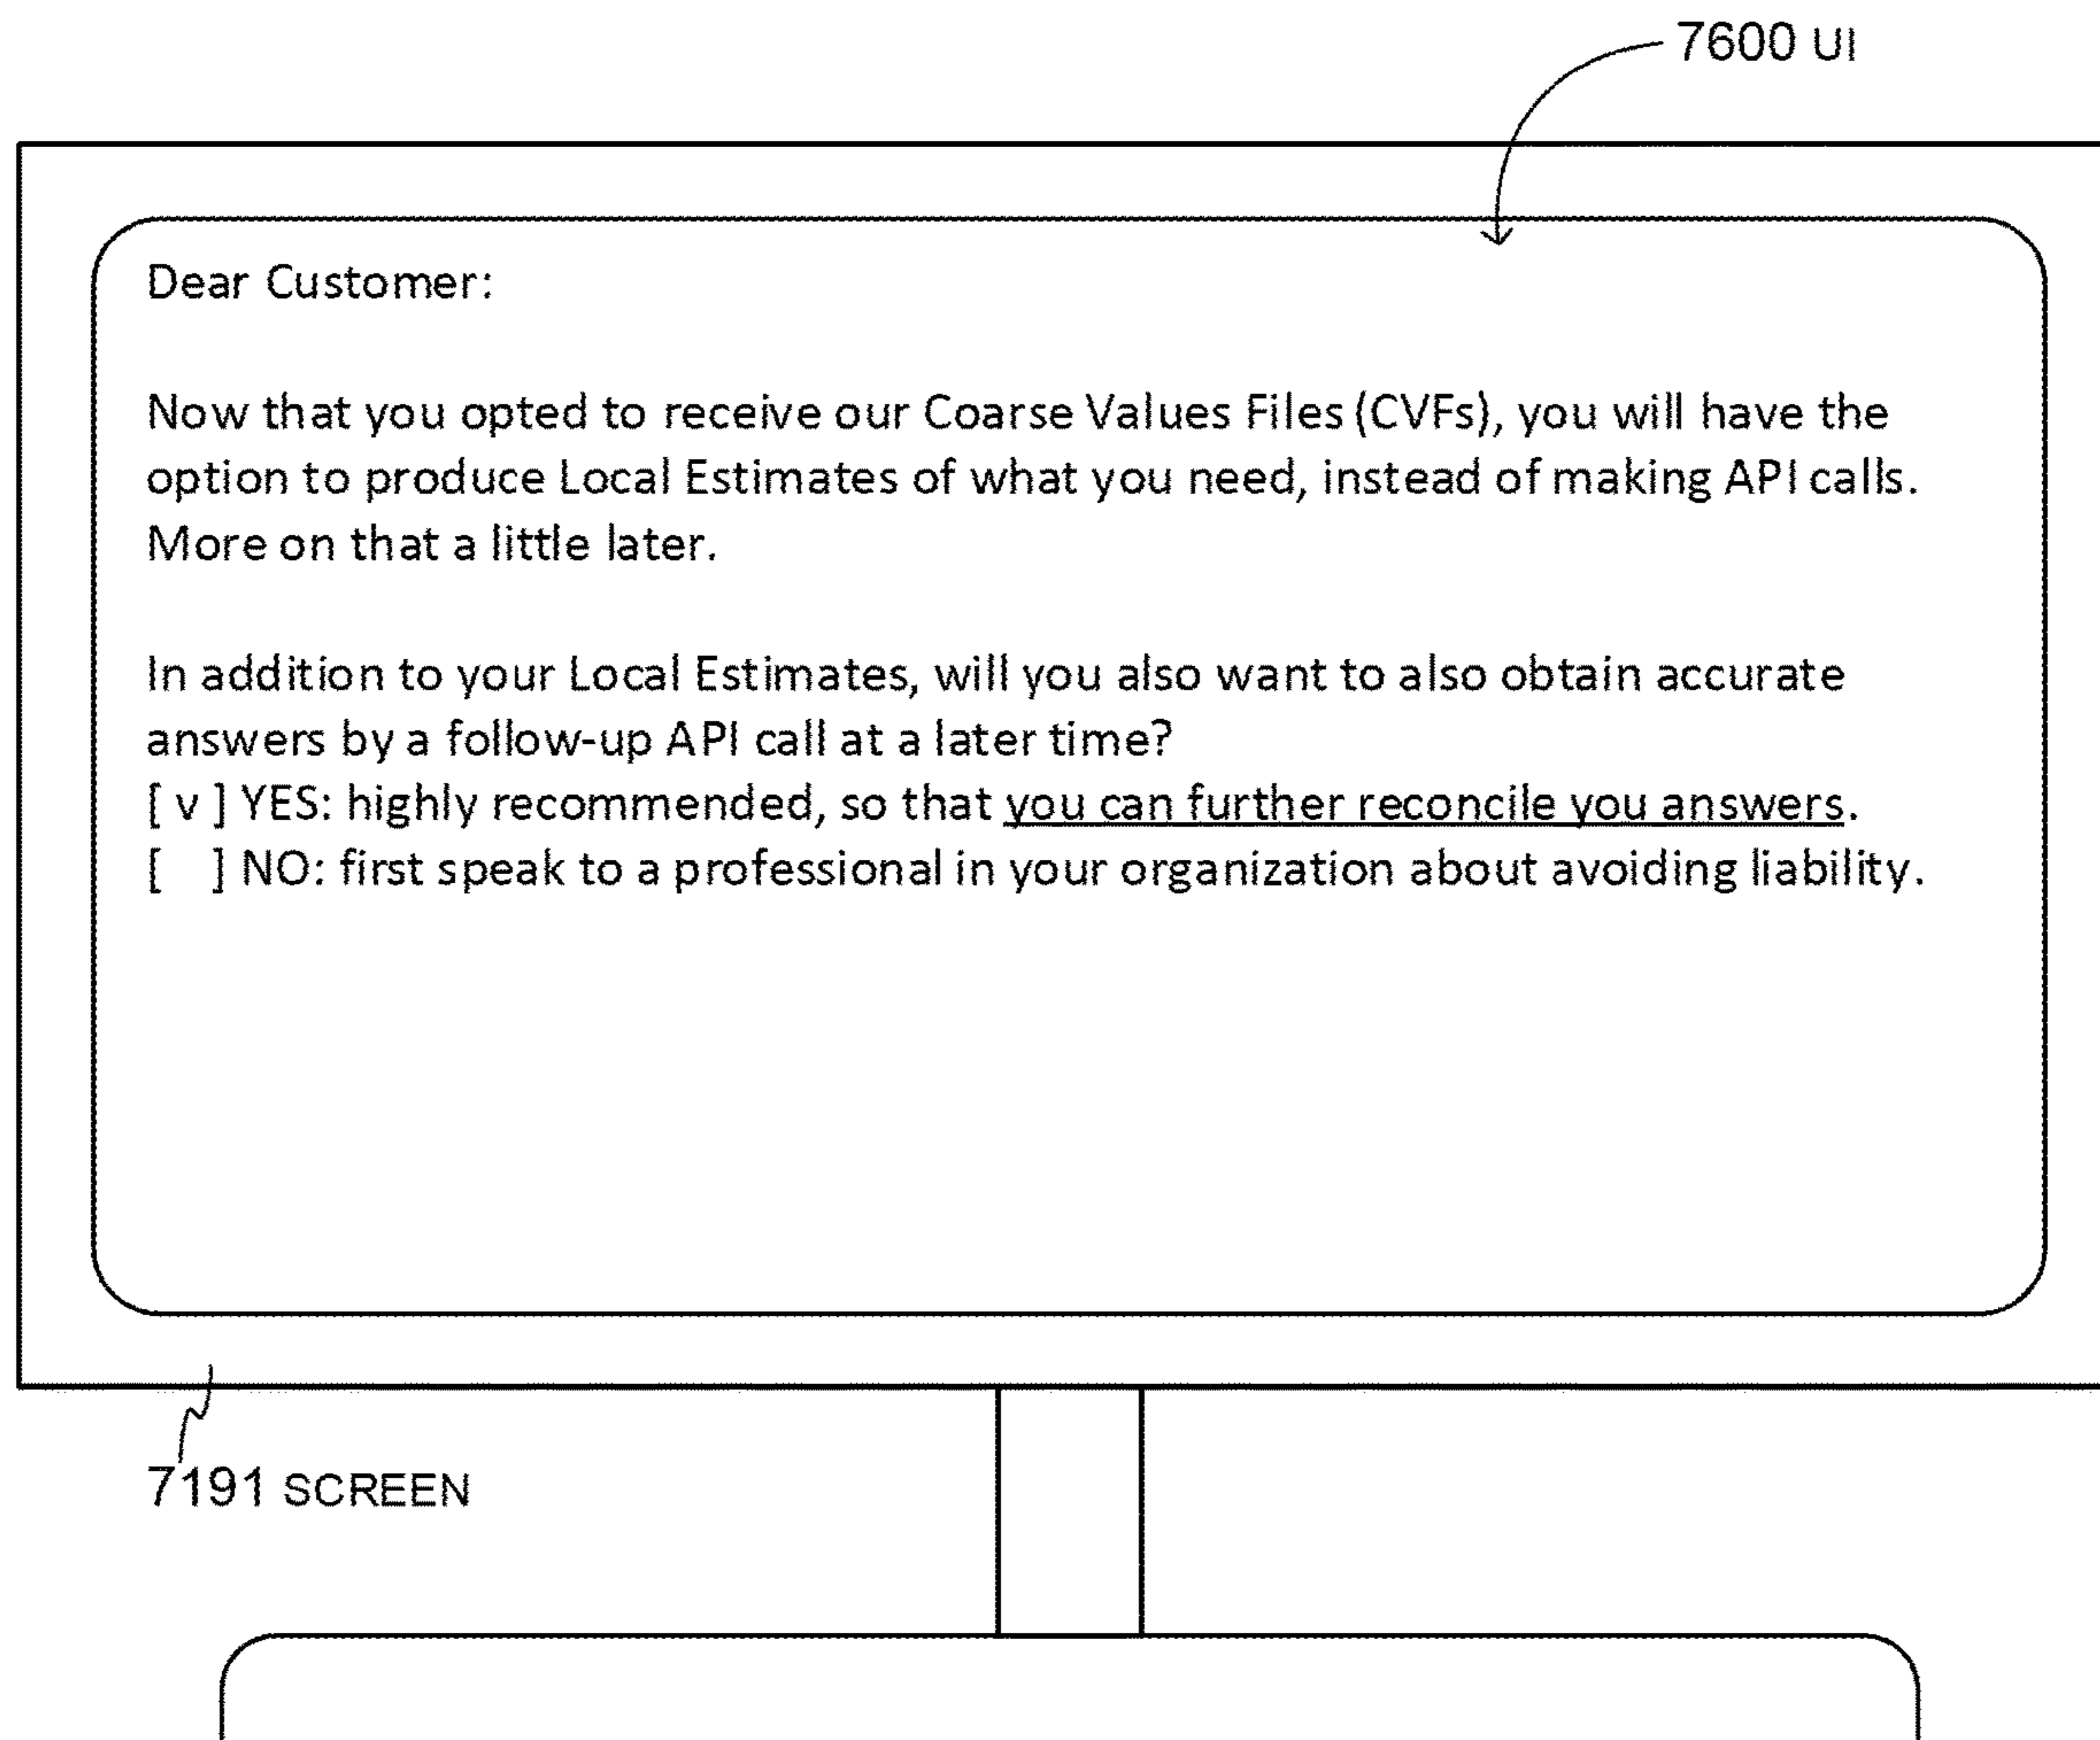 7600 UI
Dear Customer:
Now that you opted to receive our Coarse Values Files (CVFs), you will have the
option to produce Local Estimates of what you need, instead of making API calls.
More on that a little later.
In addition to your Local Estimates, will you also want to also obtain accurate
answers by a follow-up API call at a later time?
[ v ] YES: highly recommended, so that you can further reconcile you answers.
[   ] NO: first speak to a professional in your organization about avoiding liability.
7191 SCREEN